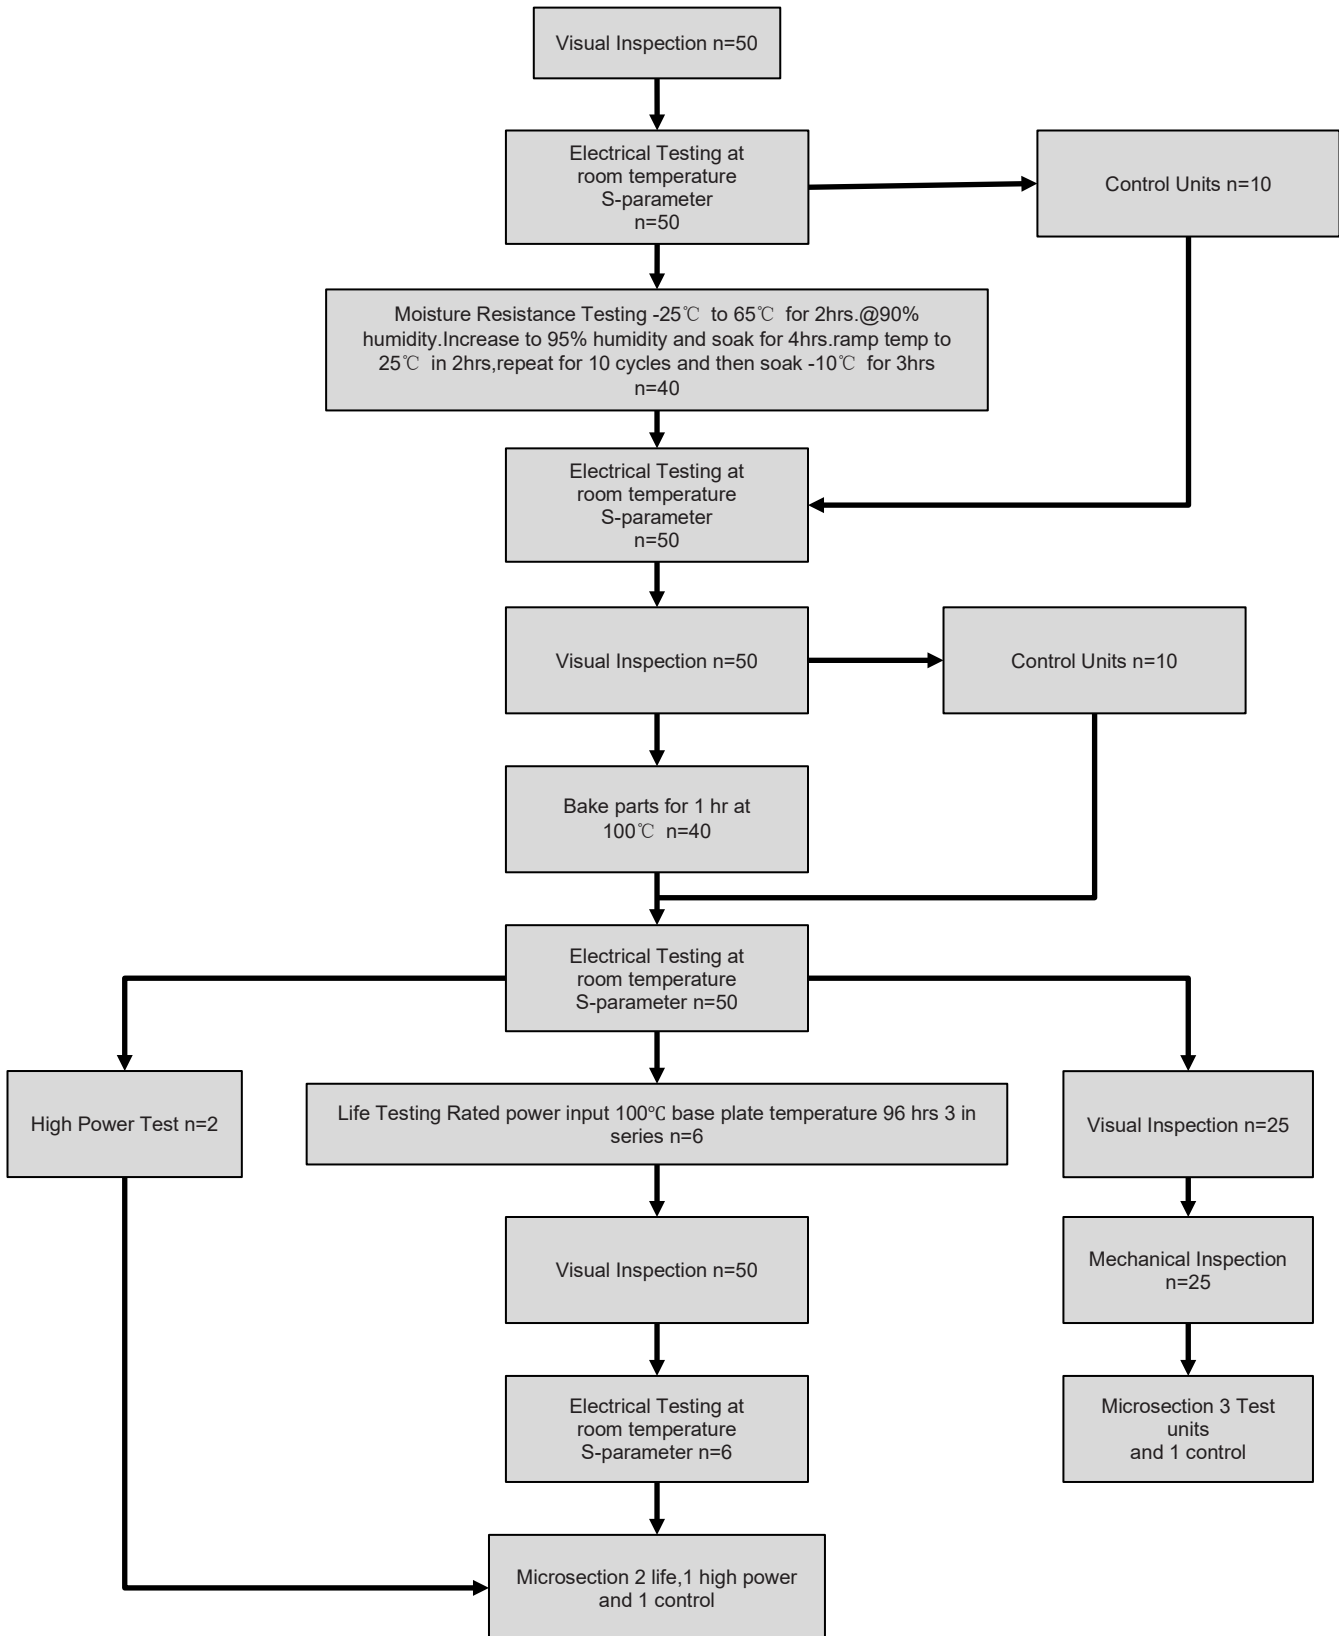 Visual Inspection n=50
Electrical Testing at
room temperature
S-parameter
n=50
Control Units n=10
Moisture Resistance Testing -25℃ to 65℃ for 2hrs.@90%
humidity.Increase to 95% humidity and soak for 4hrs.ramp temp to
25℃ in 2hrs,repeat for 10 cycles and then soak -10℃ for 3hrs
n=40
Electrical Testing at
room temperature
S-parameter
n=50
Visual Inspection n=50
Control Units n=10
Bake parts for 1 hr at
100℃ n=40
Electrical Testing at
room temperature
S-parameter n=50
High Power Test n=2
Life Testing Rated power input 100℃ base plate temperature 96 hrs 3 in
series n=6
Visual Inspection n=25
Visual Inspection n=50
Mechanical Inspection
n=25
Electrical Testing at
room temperature
S-parameter n=6
Microsection 3 Test
units
and 1 control
Microsection 2 life,1 high power
and 1 control